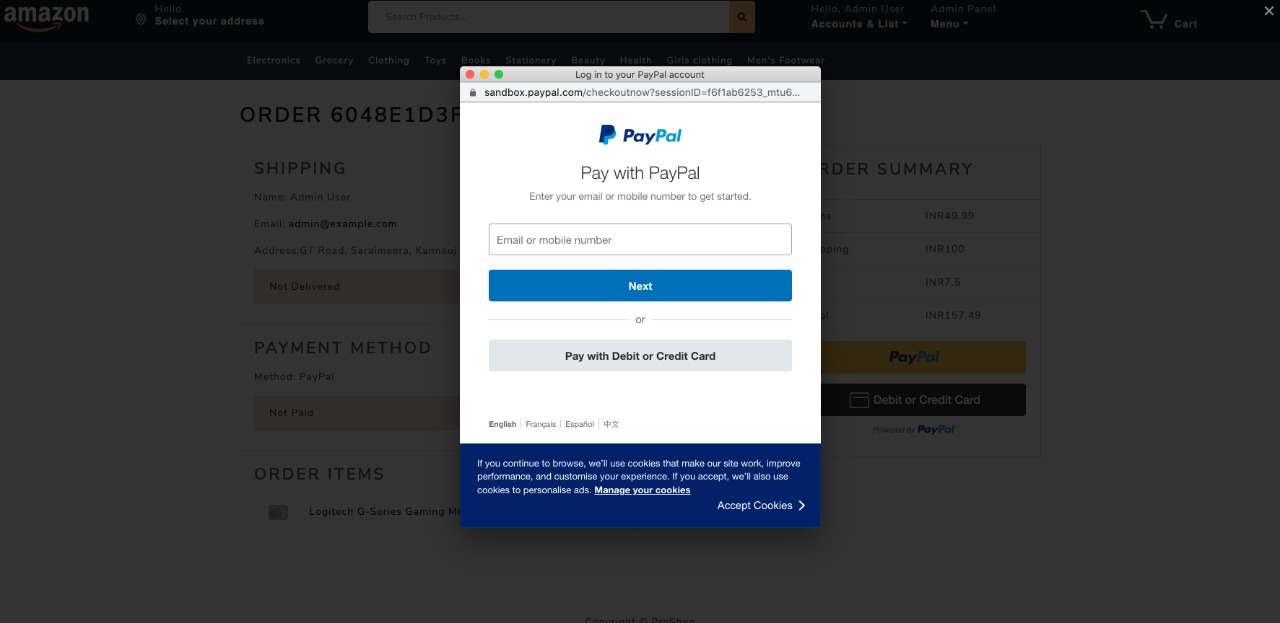 amazon
Hello
Select your address
Search Products...
Hello, Admin User
Accounts & List
Admin Panel
Menu
Cart
Electronics Grocery Clothing Toys Books Stationery Beauty Health Girls clothing Men's Footwear
ORDER 6048E1D3F
SHIPPING
Name: Admin User
Email: admin@example.com
Address:GT Road, Saraimeera, Kannauj
Not Delivered
PAYMENT METHOD
Method: PayPal
Not Paid
ORDER ITEMS
Logitech G-Series Gaming
Log in to your PayPal account
sandbox.paypal.com/checkoutnow?sessionID=f6f1ab6253_mtu6...
PayPal
Pay with PayPal
Enter your email or mobile number to get started.
Email or mobile number
Next
or
Pay with Debit or Credit Card
English Français Español 中文
If you continue to browse, we'll use cookies that make our site work, improve
performance, and customise your experience. If you accept, we'll also use
cookies to personalise ads. Manage your cookies
Accept Cookies
RDER SUMMARY
ms INR49.99
pping INR100
INR7.5
al INR157.49
PayPal
Debit or Credit Card
Powered by PayPal
Copyright © ProShop